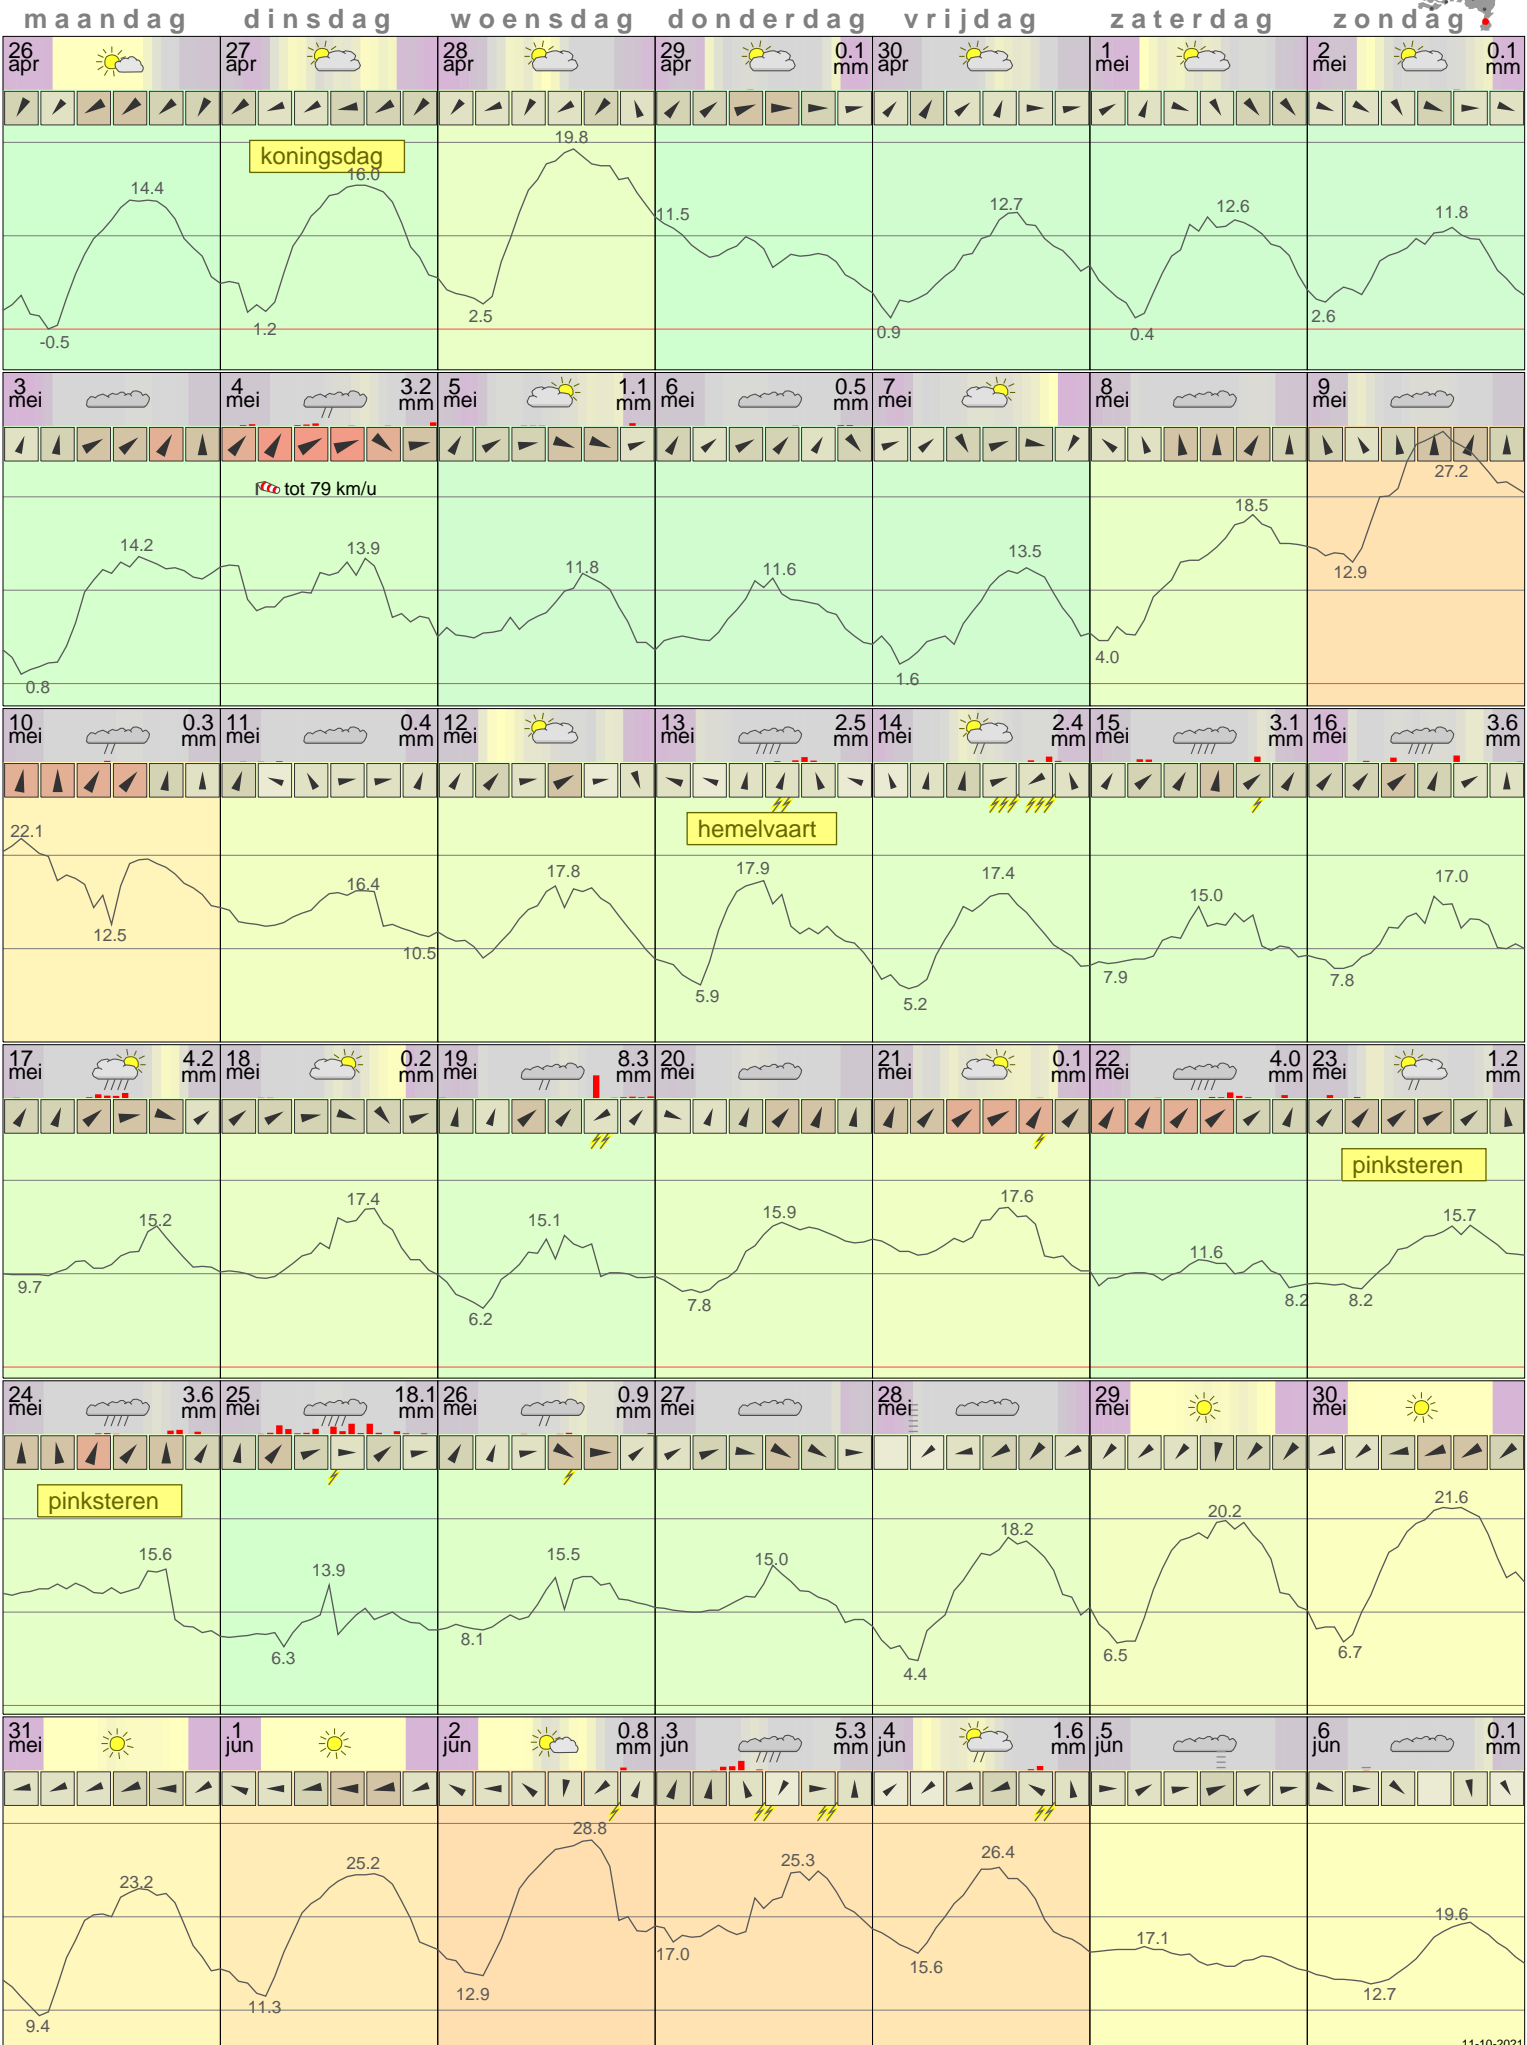 maandag dinsdag woensdag donderdag vrijdag zaterdag zondag
26 apr 27 apr 28 apr 29 apr 0.1 mm 30 apr 1 mei 2 mei 0.1 mm
koningsdag
14.4 16.0 19.8 11.5 12.7 12.6 11.8
-0.5 1.2 2.5 0.9 0.4 2.6
3 mei 4 mei 3.2 mm 5 mei 1.1 mm 6 mei 0.5 mm 7 mei 8 mei 9 mei
tot 79 km/u
14.2 13.9 11.8 11.6 13.5 18.5 27.2
0.8 1.6 4.0 12.9
10 mei 0.3 mm 11 mei 0.4 mm 12 mei 13 mei 2.5 mm 14 mei 2.4 mm 15 mei 3.1 mm 16 mei 3.6 mm
hemelvaart
22.1 16.4 17.8 17.9 17.4 15.0 17.0
12.5 10.5 5.9 5.2 7.9 7.8
17 mei 4.2 mm 18 mei 0.2 mm 19 mei 8.3 mm 20 mei 21 mei 0.1 mm 22 mei 4.0 mm 23 mei 1.2 mm
pinksteren
15.2 17.4 15.1 15.9 17.6 11.6 15.7
9.7 6.2 7.8 8.2 8.2
24 mei 3.6 mm 25 mei 18.1 mm 26 mei 0.9 mm 27 mei 28 mei 29 mei 30 mei
pinksteren
15.6 13.9 15.5 15.0 18.2 20.2 21.6
6.3 8.1 4.4 6.5 6.7
31 mei 1 jun 2 jun 0.8 mm 3 jun 5.3 mm 4 jun 1.6 mm 5 jun 6 jun 0.1 mm
23.2 25.2 28.8 25.3 26.4 17.1 19.6
9.4 11.3 12.9 17.0 15.6 12.7
11-10-2021